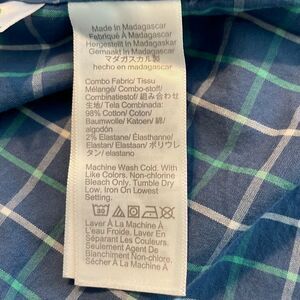 Made in Madagascar
Fabriqué À Madagascar
Hergestellt in Madagaskar
Gemaakt In Madagascar
マダガスカル製
hecho en madagascar
Combo Fabric/ Tissu
Mélangé/ Combo-stoff/
Combinatiestof/ 組み合わせ
生地/ Tela Combinada:
98% Cotton/ Coton/
Baumwolle/ Katoen/ 綿/
algodón
2% Elastane/ Élasthanne/
Elastan/ Elastaan/ ポリウレ
タン/ elastano
Machine Wash Cold. With
Like Colors. Non-chlorine
Bleach Only. Tumble Dry
Low. Iron On Lowest
Setting.
Laver À La Machine À
L'eau Froide. Laver En
Séparant Les Couleurs.
Seulement Agent De
Blanchiment Non-chloré.
Sécher À La Machine À